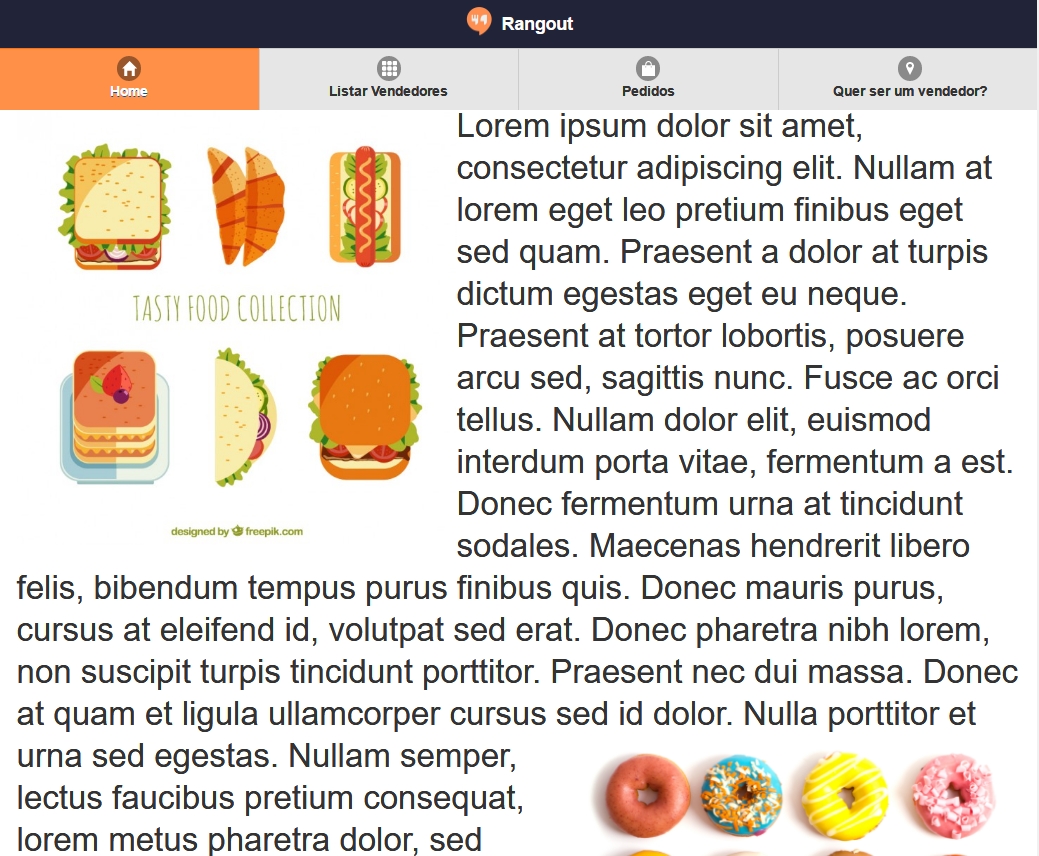 Rangout
Home
Listar Vendedores
Pedidos
Quer ser um vendedor?
TASTY FOOD COLLECTION
designed by freepik.com
Lorem ipsum dolor sit amet,
consectetur adipiscing elit. Nullam at
lorem eget leo pretium finibus eget
sed quam. Praesent a dolor at turpis
dictum egestas eget eu neque.
Praesent at tortor lobortis, posuere
arcu sed, sagittis nunc. Fusce ac orci
tellus. Nullam dolor elit, euismod
interdum porta vitae, fermentum a est.
Donec fermentum urna at tincidunt
sodales. Maecenas hendrerit libero
felis, bibendum tempus purus finibus quis. Donec mauris purus,
cursus at eleifend id, volutpat sed erat. Donec pharetra nibh lorem,
non suscipit turpis tincidunt porttitor. Praesent nec dui massa. Donec
at quam et ligula ullamcorper cursus sed id dolor. Nulla porttitor et
urna sed egestas. Nullam semper,
lectus faucibus pretium consequat,
lorem metus pharetra dolor, sed